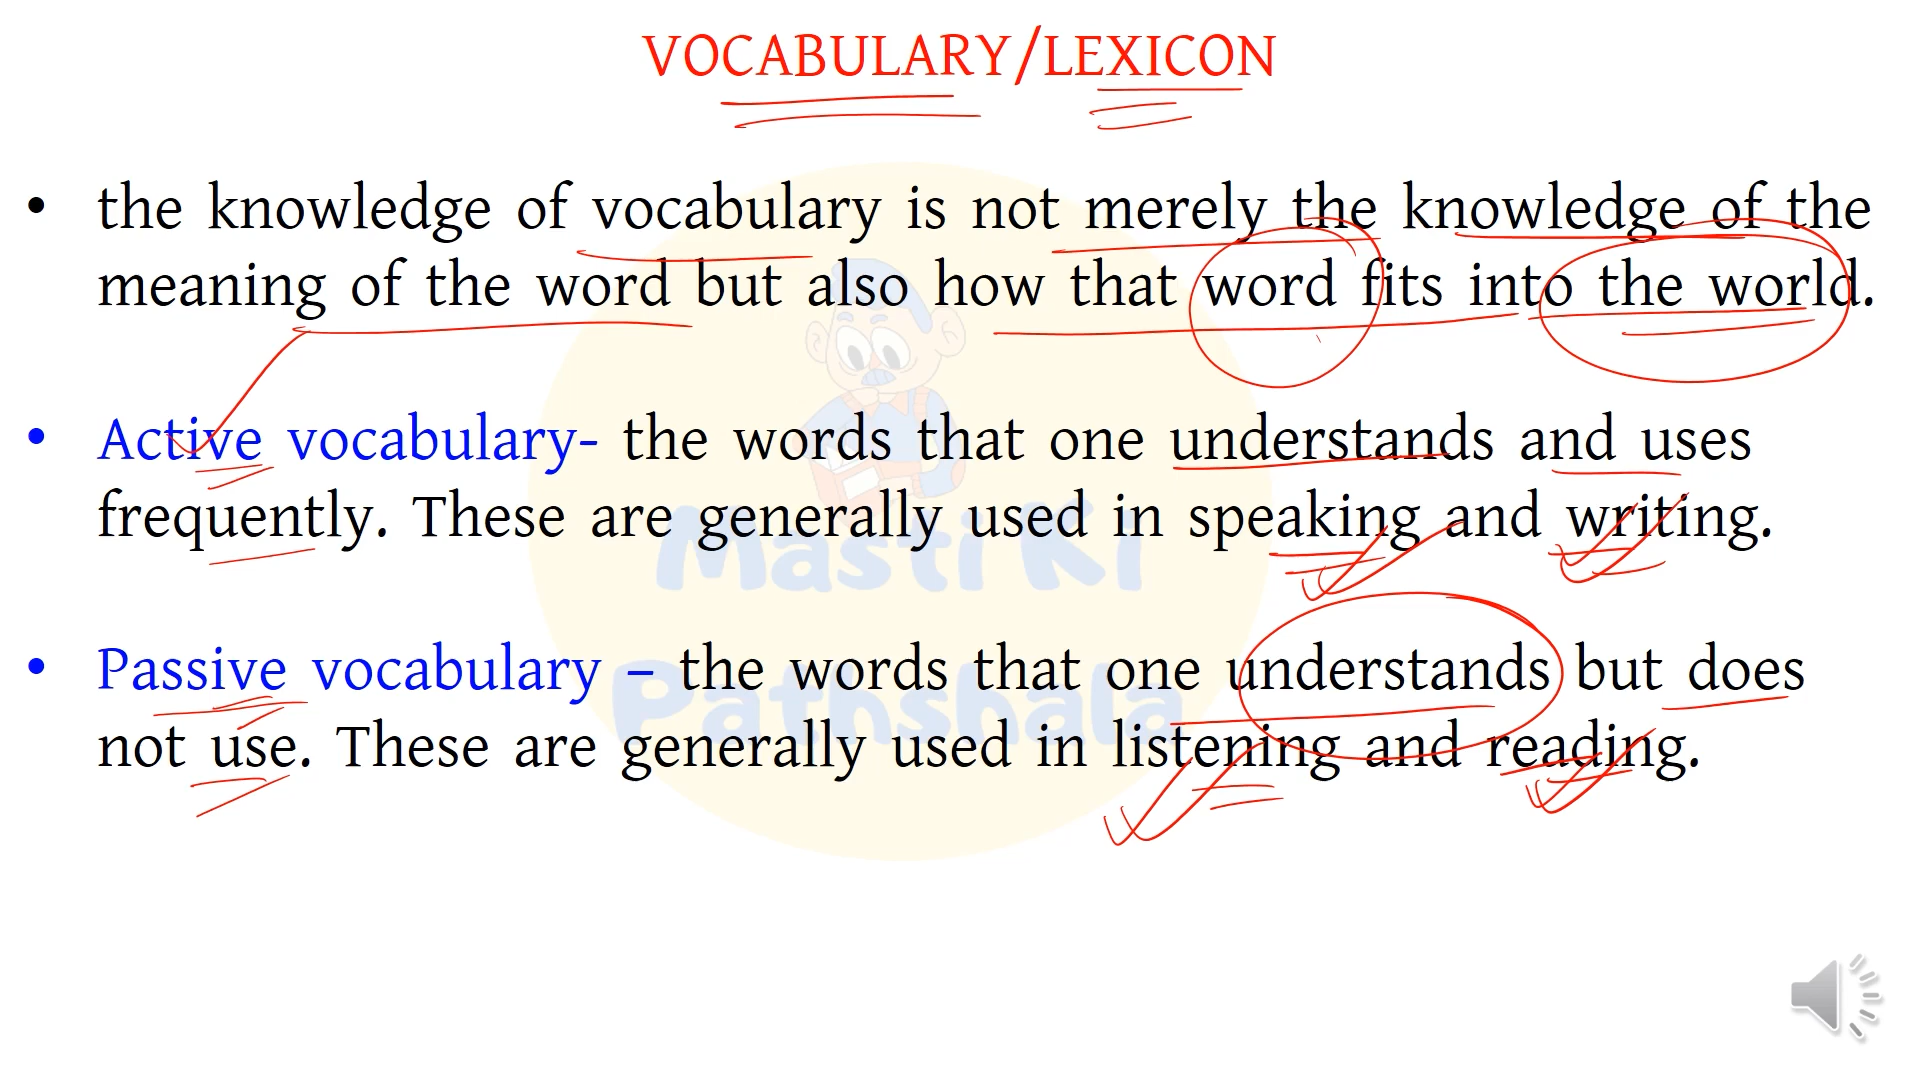 VOCABULARY/LEXICON
• the knowledge of vocabulary is not merely the knowledge of the
meaning of the word but also how that word fits into the world.
• Active vocabulary- the words that one understands and uses
frequently. These are generally used in speaking and writing.
• Passive vocabulary – the words that one understands but does
not use. These are generally used in listening and reading.
Masti Ki
Pathshala